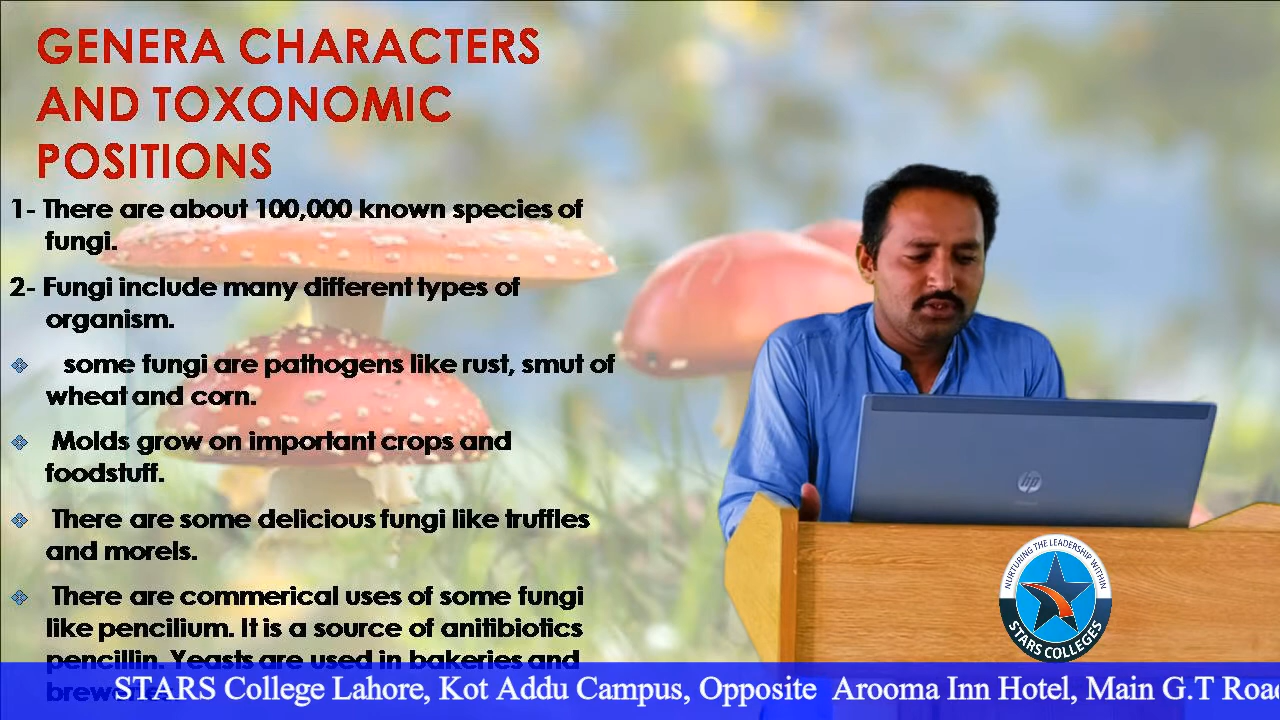 GENERA CHARACTERS
AND TOXONOMIC
POSITIONS
1- There are about 100,000 known species of
fungi.
2- Fungi include many different types of
organism.
some fungi are pathogens like rust, smut of
wheat and corn.
Molds grow on important crops and
foodstuff.
There are some delicious fungi like truffles
and morels.
There are commerical uses of some fungi
like pencilium. It is a source of anitibiotics
pencillin. Yeasts are used in bakeries and
STARS College Lahore, Kot Addu Campus, Opposite Arooma Inn Hotel, Main G.T Road
hp
NURTURING THE LEADERSHIP WITHIN
STARS COLLEGES